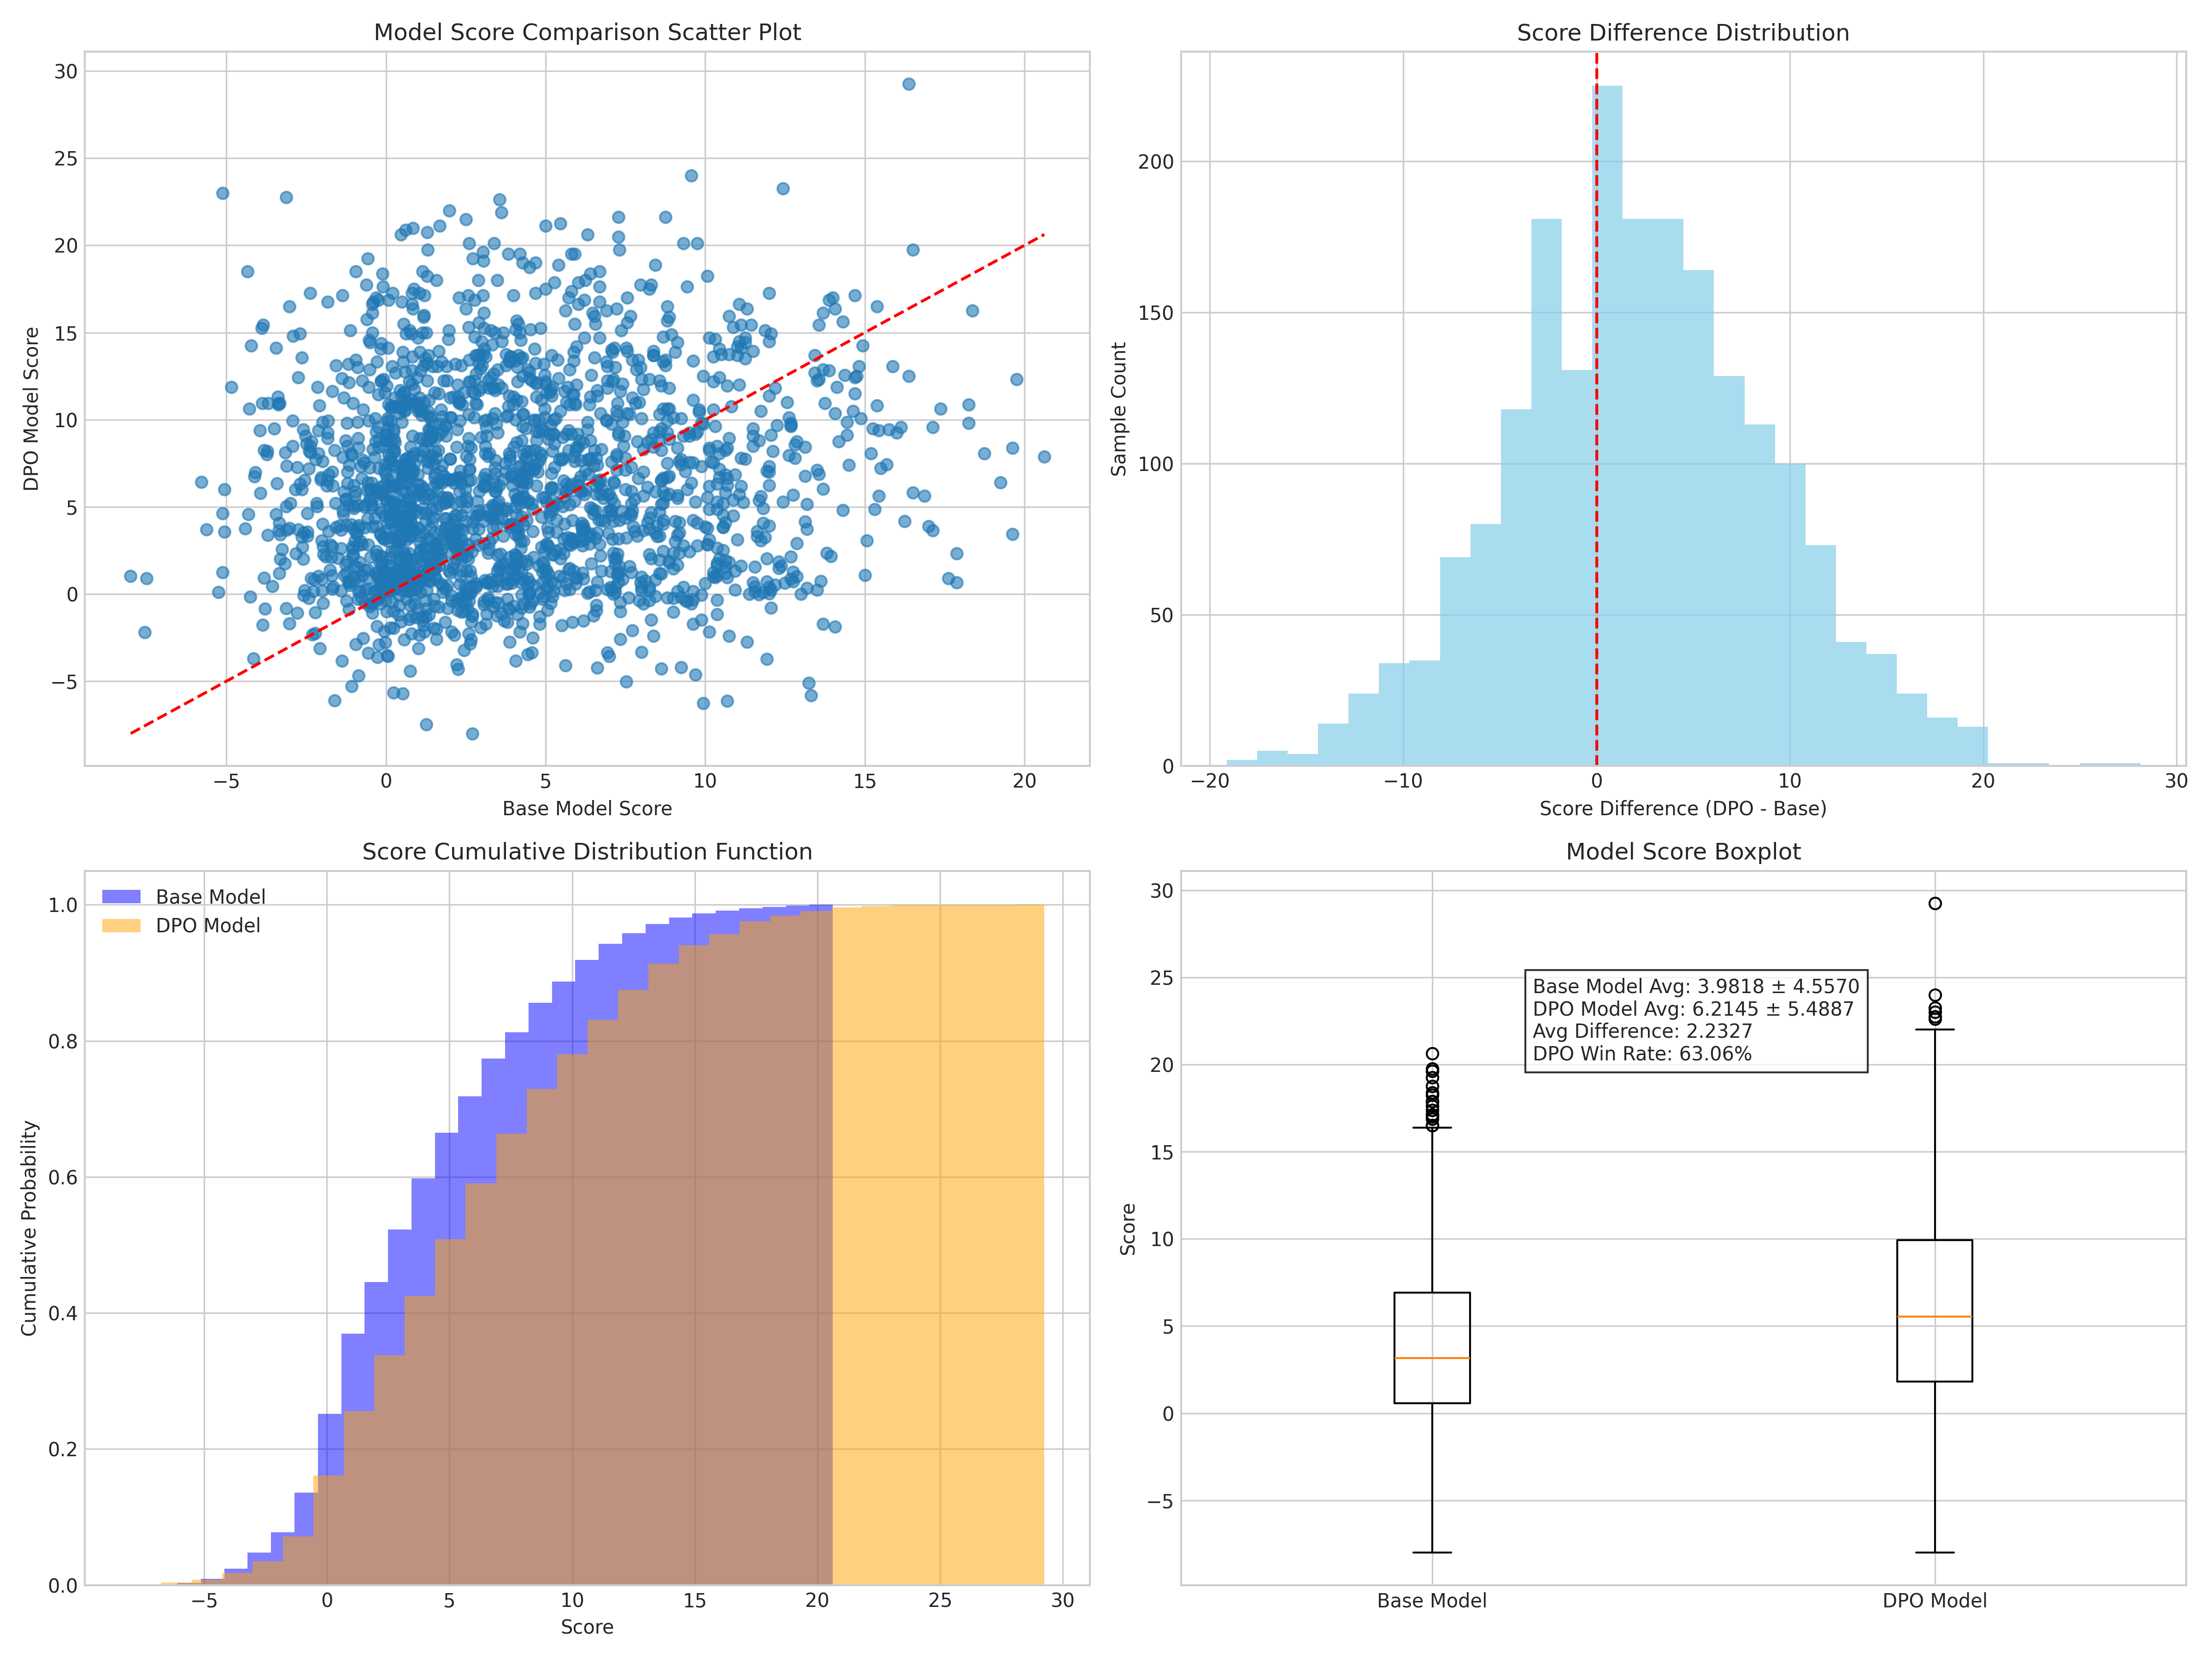 Model Score Comparison Scatter Plot
30
25
20
15
10
5
0
−5
DPO Model Score
−5 0 5 10 15 20
Base Model Score
Score Difference Distribution
200
150
100
50
0
Sample Count
−20 −10 0 10 20 30
Score Difference (DPO - Base)
Score Cumulative Distribution Function
Base Model
DPO Model
1.0
0.8
0.6
0.4
0.2
0.0
Cumulative Probability
−5 0 5 10 15 20 25 30
Score
Model Score Boxplot
30
25
20
15
10
5
0
−5
Score
Base Model Avg: 3.9818 ± 4.5570
DPO Model Avg: 6.2145 ± 5.4887
Avg Difference: 2.2327
DPO Win Rate: 63.06%
Base Model DPO Model